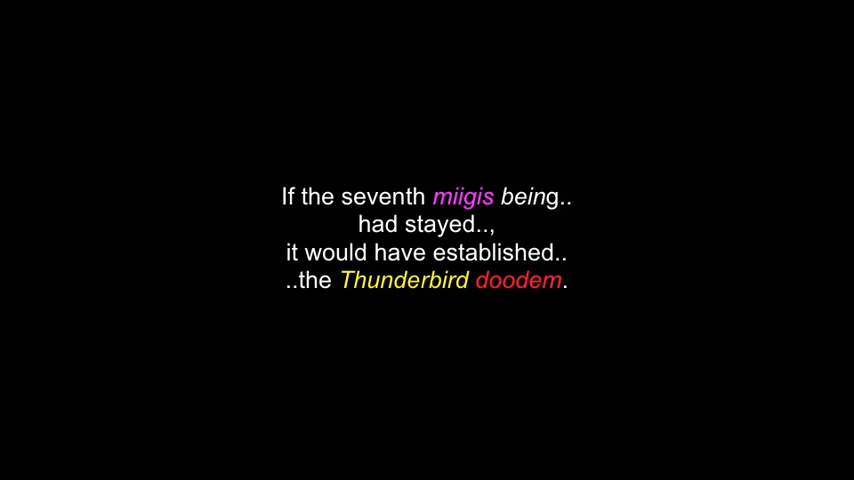 If the seventh miigis being..
had stayed..,
it would have established..
..the Thunderbird doodem.